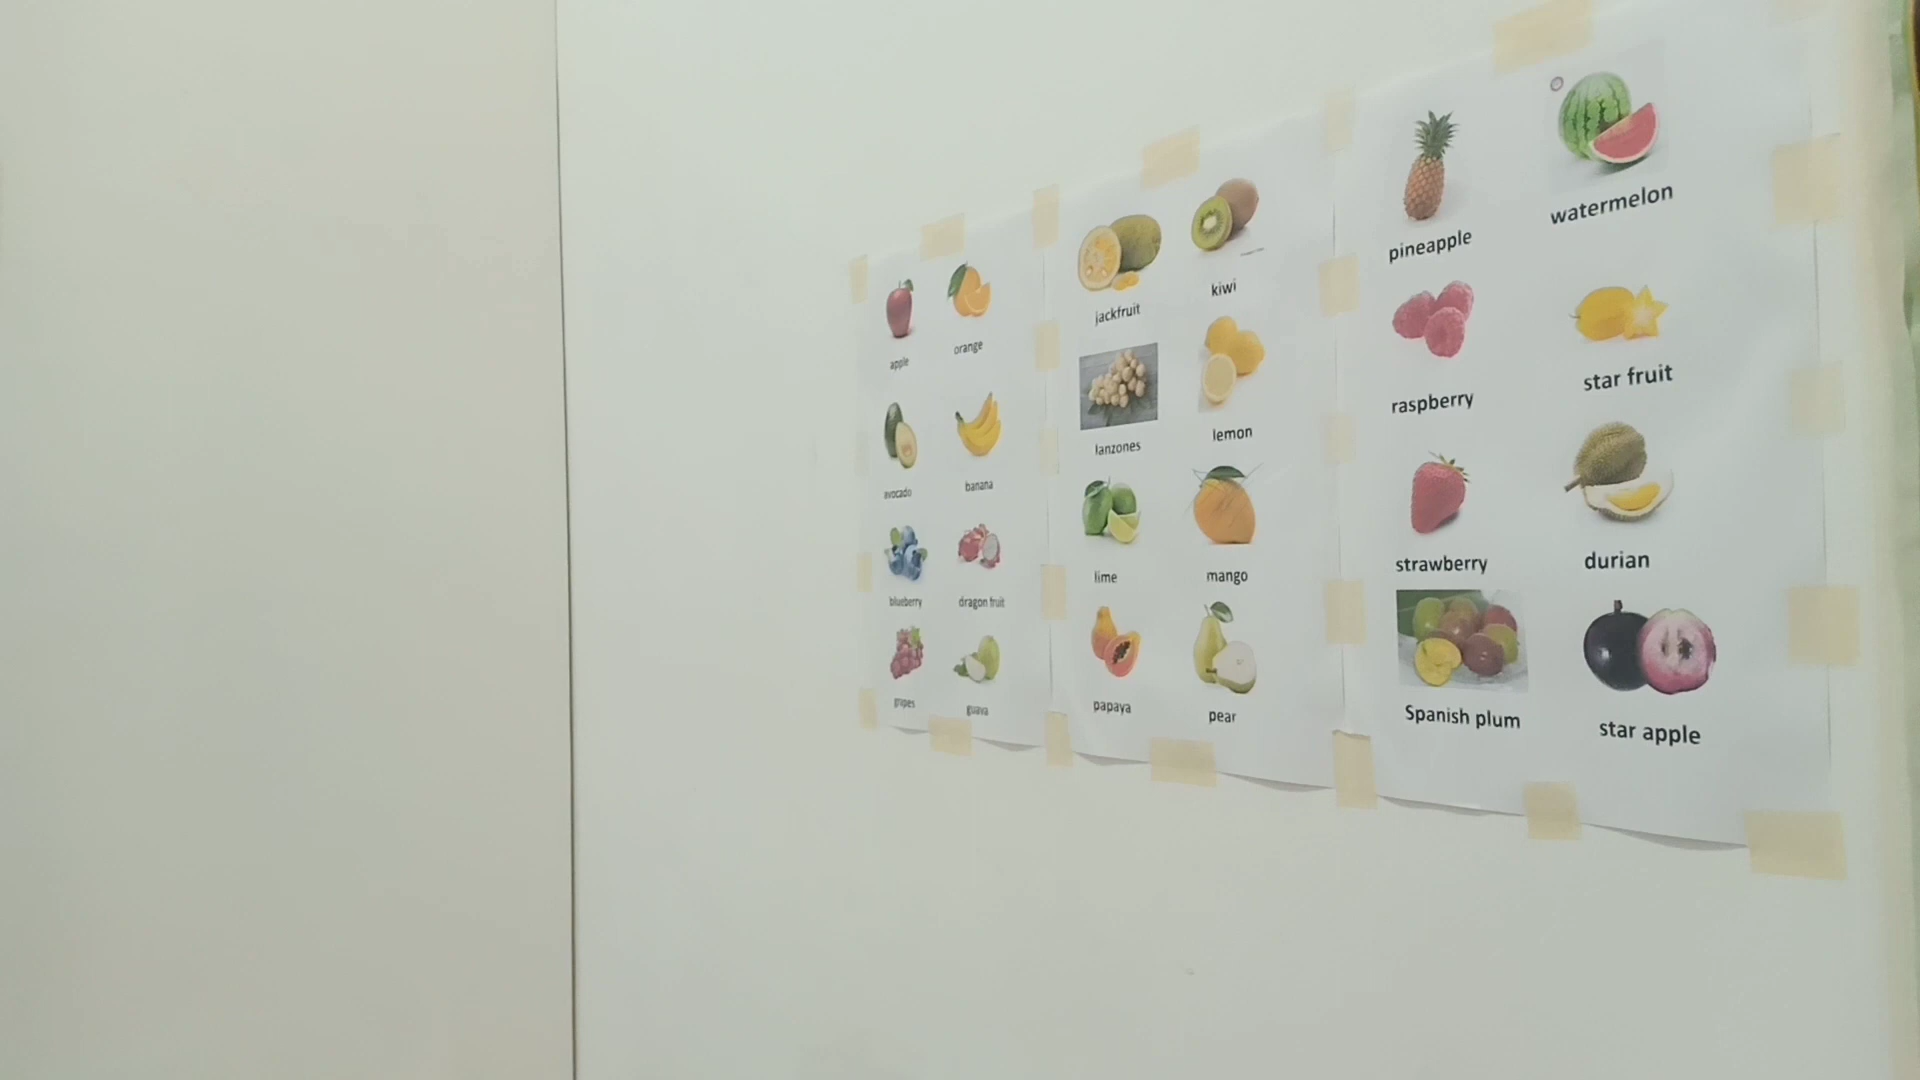 apple
orange
avocado
banana
blueberry
dragon fruit
grapes
guava
jackfruit
kiwi
lanzones
lemon
lime
mango
papaya
pear
pineapple
watermelon
raspberry
star fruit
strawberry
durian
Spanish plum
star apple